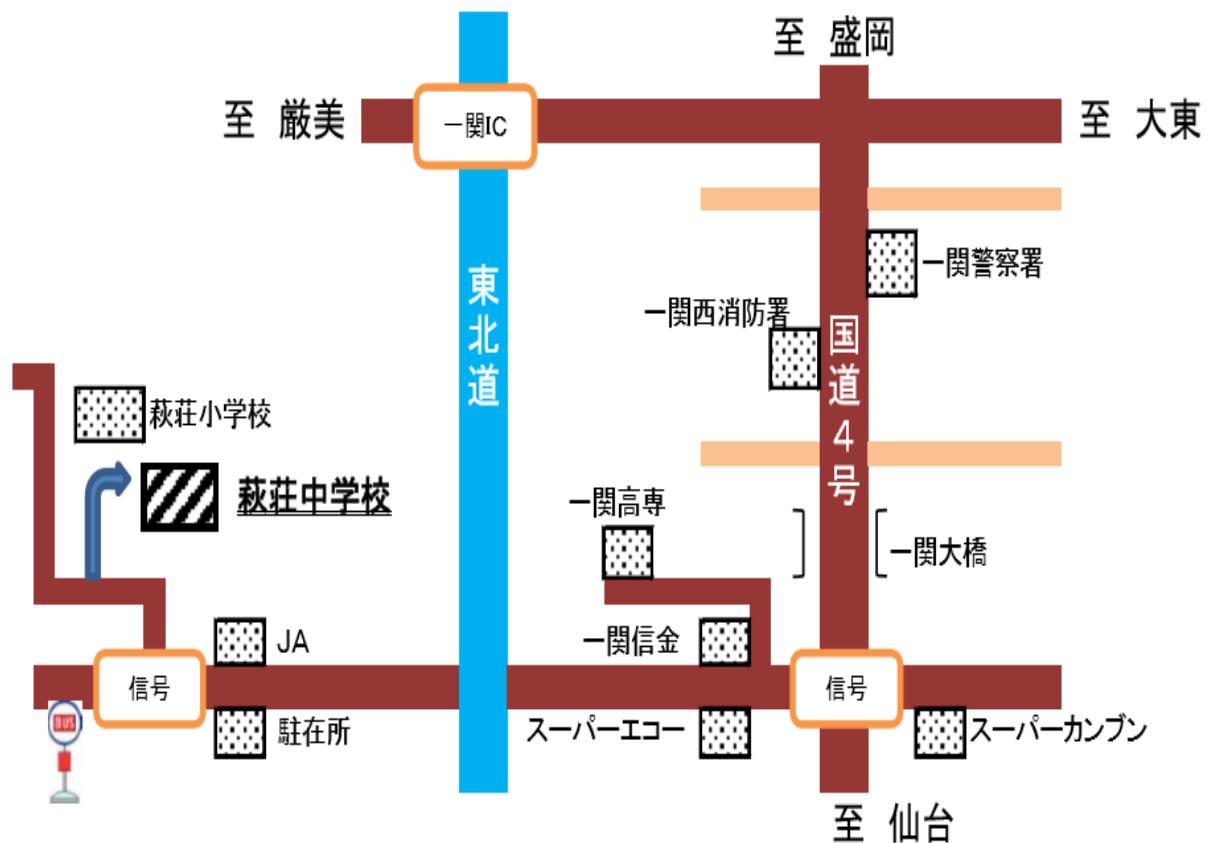 至 盛岡
至 厳美
一関IC
至 大東
東北道
一関警察署
一関西消防署
国道4号
萩荘小学校
萩荘中学校
一関高専
一関大橋
JA
一関信金
信号
信号
BUS
駐在所
スーパーエコー
スーパーカンブン
至 仙台